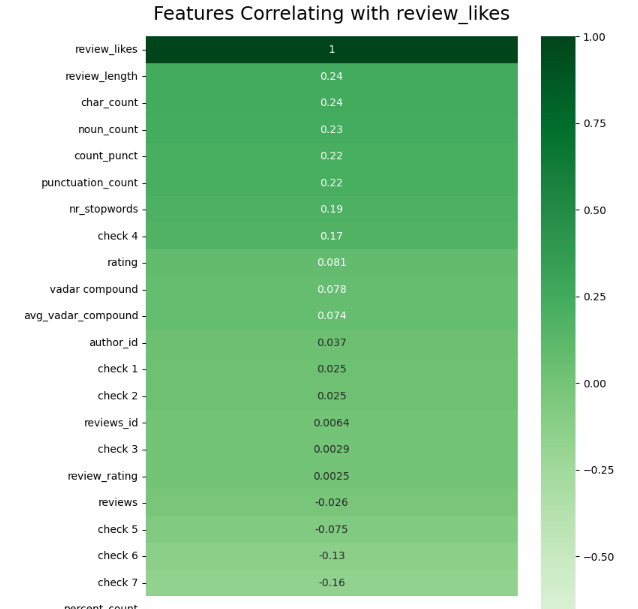 Features Correlating with review_likes
review_likes 1
review_length 0.24
char_count 0.24
noun_count 0.23
count_punct 0.22
punctuation_count 0.22
nr_stopwords 0.19
check 4 0.17
rating 0.081
vadar compound 0.078
avg_vadar_compound 0.074
author_id 0.037
check 1 0.025
check 2 0.025
reviews_id 0.0064
check 3 0.0029
review_rating 0.0025
reviews -0.026
check 5 -0.075
check 6 -0.13
check 7 -0.16
percent_count
1.00
0.75
0.50
0.25
0.00
−0.25
−0.50